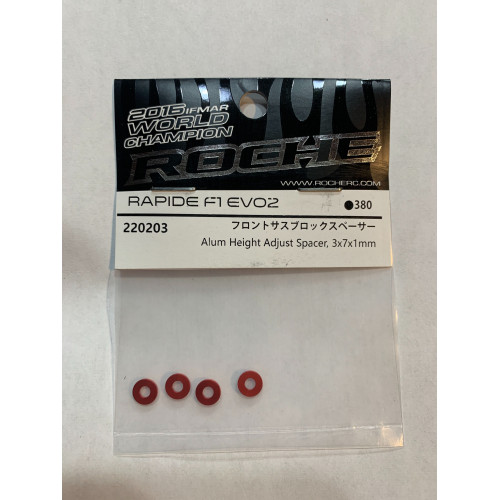 2016 IFMAR
WORLD
CHAMPION
ROCHE
WWW.ROCHERC.COM
RAPIDE F1 EVO2
●380
220203
フロントサスブロックスペーサー
Alum Height Adjust Spacer, 3x7x1mm